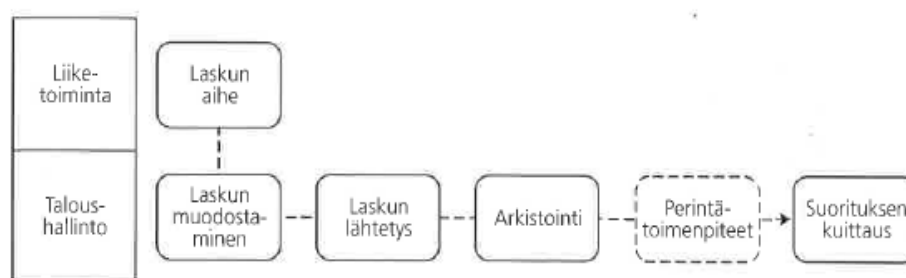 Liike-
toiminta
Laskun
aihe
Talous-
hallinto
Laskun
muodosta-
minen
Laskun
lähtetys
Arkistointi
Perintä-
toimenpiteet
Suorituksen
kuittaus